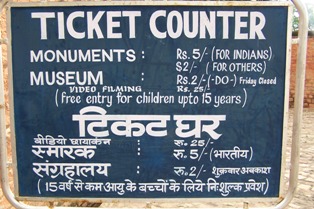 TICKET COUNTER
MONUMENTS : Rs. 5/- (FOR INDIANS)
$2/- (FOR OTHERS)
MUSEUM : Rs. 2/- (-DO-) Friday Closed
VIDEO FILMING Rs. 25/-
(free entry for children upto 15 years)
टिकट घर
वीडियो छायांकन : रु. 25/-
स्मारक : रु. 5/- (भारतीय)
संग्रहालय : रु. 2/- शुक्रवार अवकाश
(15 वर्ष से कम आयु के बच्चों के लिये निःशुल्क प्रवेश)